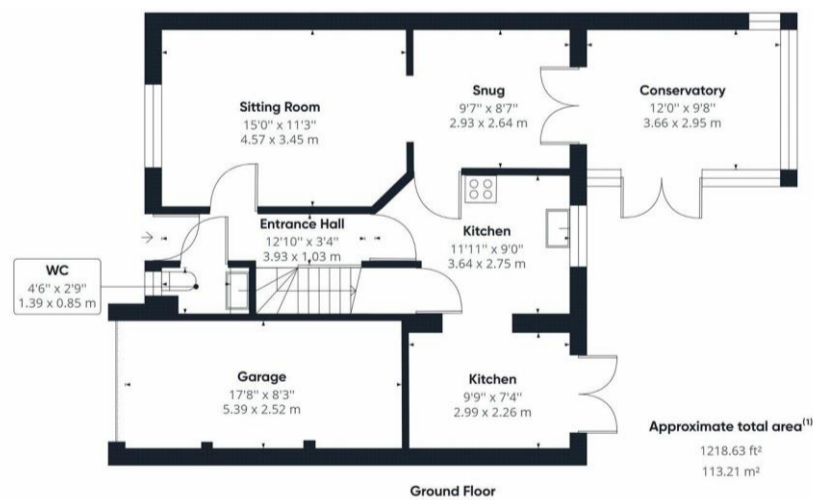 Sitting Room
15'0" x 11'3"
4.57 x 3.45 m
Snug
9'7" x 8'7"
2.93 x 2.64 m
Conservatory
12'0" x 9'8"
3.66 x 2.95 m
Entrance Hall
12'10" x 3'4"
3.93 x 1.03 m
Kitchen
11'11" x 9'0"
3.64 x 2.75 m
WC
4'6" x 2'9"
1.39 x 0.85 m
Garage
17'8" x 8'3"
5.39 x 2.52 m
Kitchen
9'9" x 7'4"
2.99 x 2.26 m
Approximate total area⁽¹⁾
1218.63 ft²
113.21 m²
Ground Floor